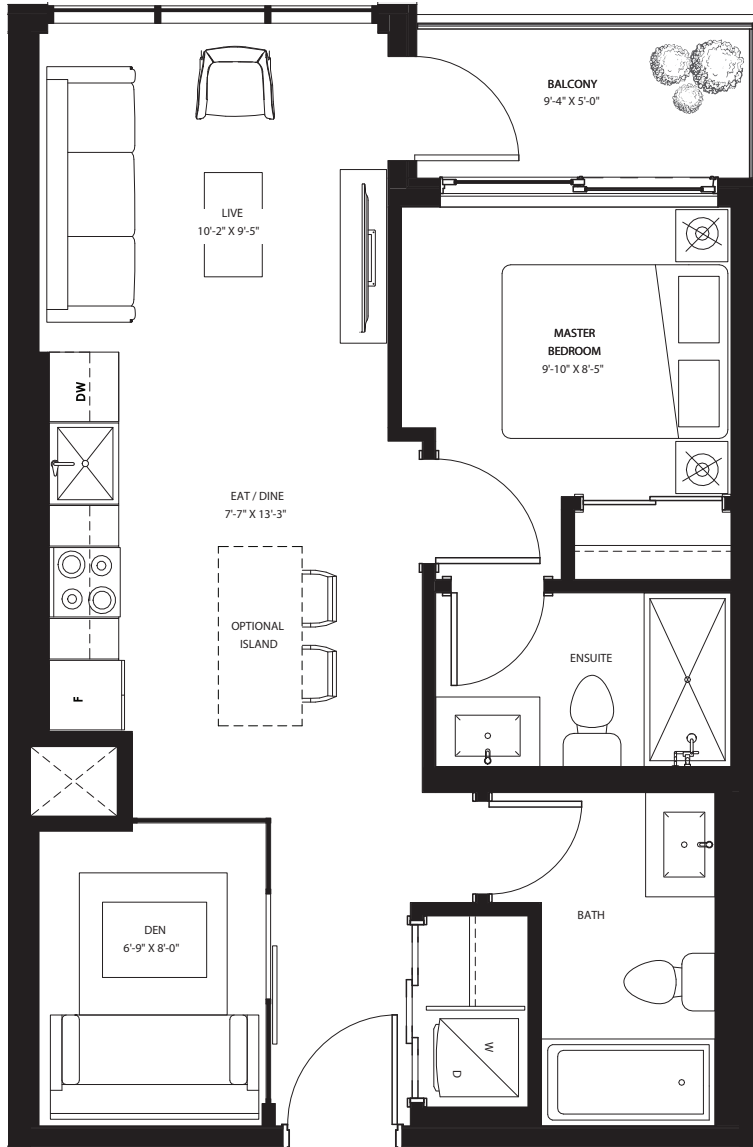 BALCONY
9'-4" X 5'-0"
LIVE
10'-2" X 9'-5"
MASTER
BEDROOM
9'-10" X 8'-5"
DW
EAT / DINE
7'-7" X 13'-3"
OPTIONAL
ISLAND
ENSUITE
F
BATH
DEN
6'-9" X 8'-0"
W
D